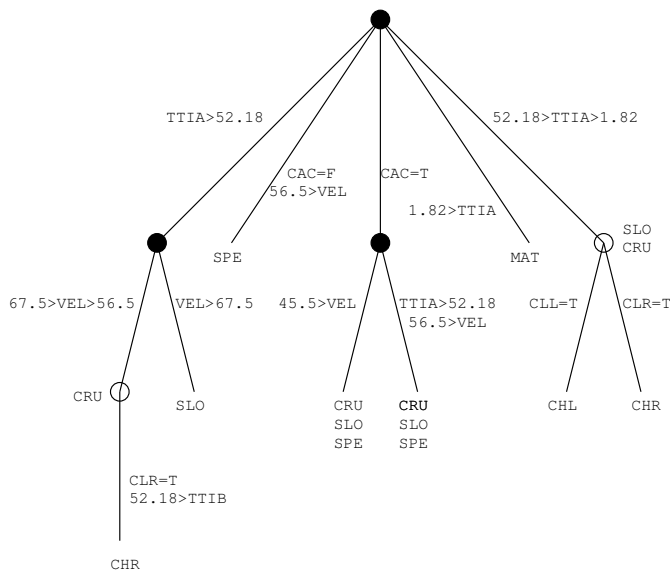 TTIA>52.18
52.18>TTIA>1.82
CAC=F
56.5>VEL
CAC=T
1.82>TTIA
SPE
MAT
SLO
CRU
67.5>VEL>56.5
VEL>67.5
45.5>VEL
TTIA>52.18
56.5>VEL
CLL=T
CLR=T
CRU
SLO
CRU
SLO
SPE
CRU
SLO
SPE
CHL
CHR
CLR=T
52.18>TTIB
CHR